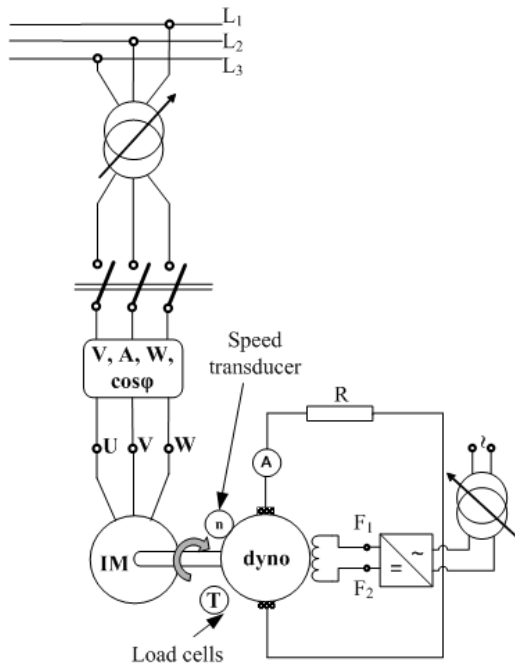 L1
L2
L3
V, A, W,
cosφ
Speed
transducer
U V W
R
A
~
n
IM
dyno
F1
F2
~
=
T
Load cells